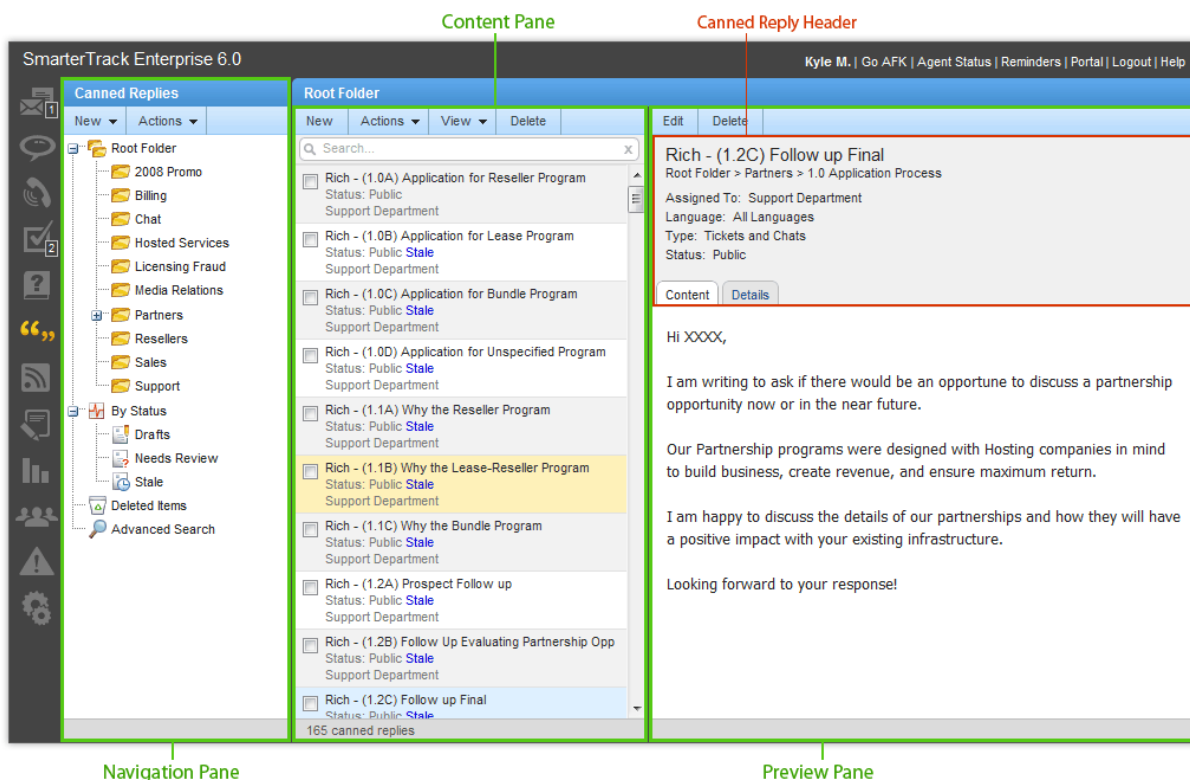 Content Pane
Canned Reply Header
SmarterTrack Enterprise 6.0
Kyle M. | Go AFK | Agent Status | Reminders | Portal | Logout | Help
1
2
Canned Replies
New
Actions
Root Folder
2008 Promo
Billing
Chat
Hosted Services
Licensing Fraud
Media Relations
Partners
Resellers
Sales
Support
By Status
Drafts
Needs Review
Stale
Deleted Items
Advanced Search
Root Folder
New
Actions
View
Delete
Search...
x
Rich - (1.0A) Application for Reseller Program
Status: Public
Support Department
Rich - (1.0B) Application for Lease Program
Status: Public Stale
Support Department
Rich - (1.0C) Application for Bundle Program
Status: Public Stale
Support Department
Rich - (1.0D) Application for Unspecified Program
Status: Public Stale
Support Department
Rich - (1.1A) Why the Reseller Program
Status: Public Stale
Support Department
Rich - (1.1B) Why the Lease-Reseller Program
Status: Public Stale
Support Department
Rich - (1.1C) Why the Bundle Program
Status: Public Stale
Support Department
Rich - (1.2A) Prospect Follow up
Status: Public Stale
Support Department
Rich - (1.2B) Follow Up Evaluating Partnership Opp
Status: Public Stale
Support Department
Rich - (1.2C) Follow up Final
Status: Public Stale
165 canned replies
Edit
Delete
Rich - (1.2C) Follow up Final
Root Folder > Partners > 1.0 Application Process
Assigned To: Support Department
Language: All Languages
Type: Tickets and Chats
Status: Public
Content
Details
Hi XXXX,
I am writing to ask if there would be an opportune to discuss a partnership
opportunity now or in the near future.
Our Partnership programs were designed with Hosting companies in mind
to build business, create revenue, and ensure maximum return.
I am happy to discuss the details of our partnerships and how they will have
a positive impact with your existing infrastructure.
Looking forward to your response!
Navigation Pane
Preview Pane